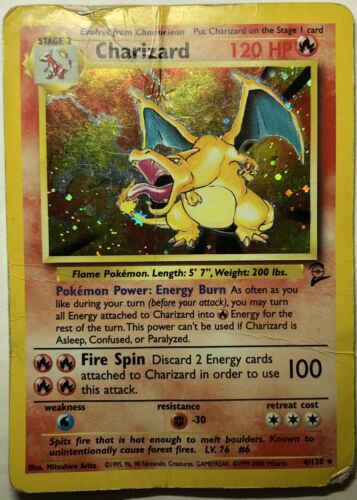 Evolves from Charmeleon Put Charizard on the Stage 1 card
STAGE 2
Charizard 120 HP
Flame Pokémon. Length: 5' 7", Weight: 200 lbs.
Pokémon Power: Energy Burn As often as you
like during your turn (before your attack), you may turn
all Energy attached to Charizard into Energy for the
rest of the turn. This power can't be used if Charizard is
Asleep, Confused, or Paralyzed.
Fire Spin Discard 2 Energy cards
attached to Charizard in order to use
this attack.
100
weakness resistance retreat cost
-30
Spits fire that is hot enough to melt boulders. Known to
unintentionally cause forest fires. LV. 76 #6
Illus. Mitsuhiro Arita ©1995, 96, 98 Nintendo, Creatures, GAMEFREAK. ©1999-2000 Wizards. 4/130 ★